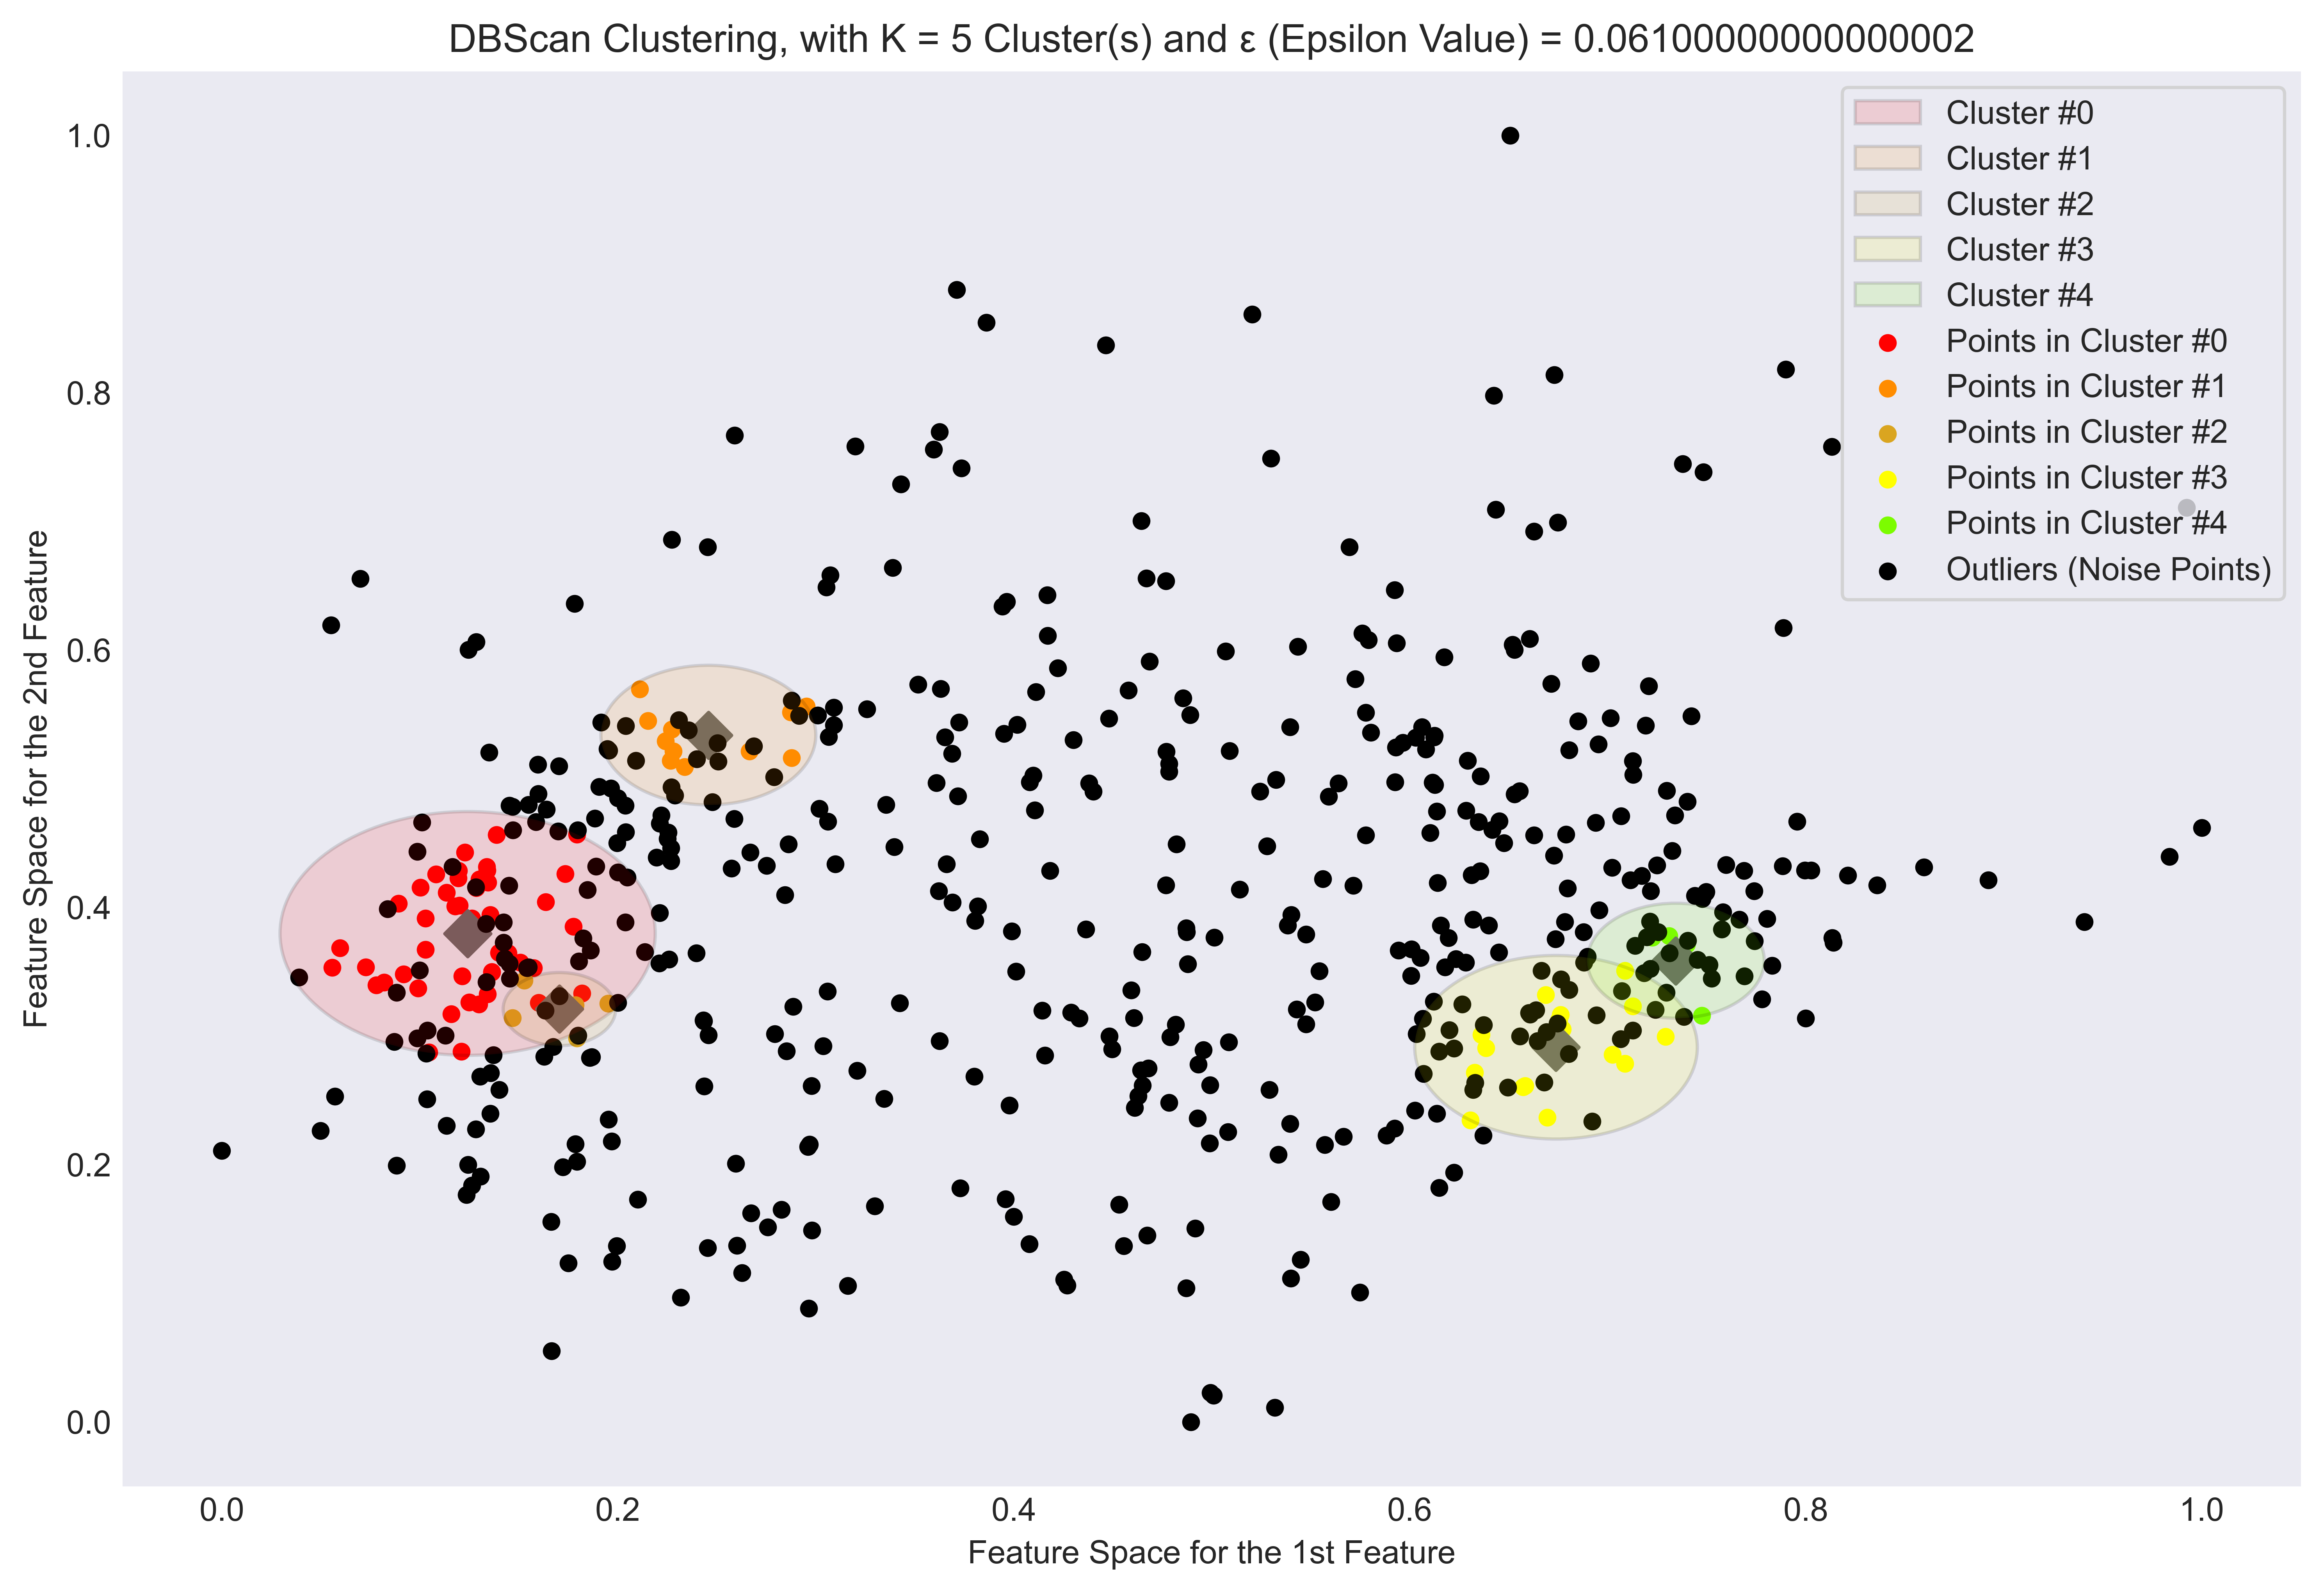 DBScan Clustering, with K = 5 Cluster(s) and ε (Epsilon Value) = 0.06100000000000002
Cluster #0
Cluster #1
Cluster #2
Cluster #3
Cluster #4
Points in Cluster #0
Points in Cluster #1
Points in Cluster #2
Points in Cluster #3
Points in Cluster #4
Outliers (Noise Points)
Feature Space for the 2nd Feature
1.0
0.8
0.6
0.4
0.2
0.0
0.0
0.2
0.4
0.6
0.8
1.0
Feature Space for the 1st Feature